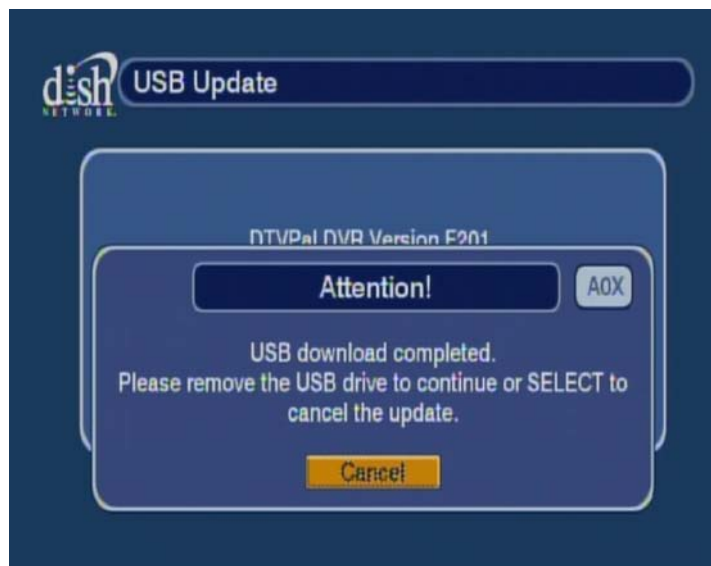 dish
NETWORK.
USB Update
DTVPal DVR Version F201
Attention!
A0X
USB download completed.
Please remove the USB drive to continue or SELECT to
cancel the update.
Cancel